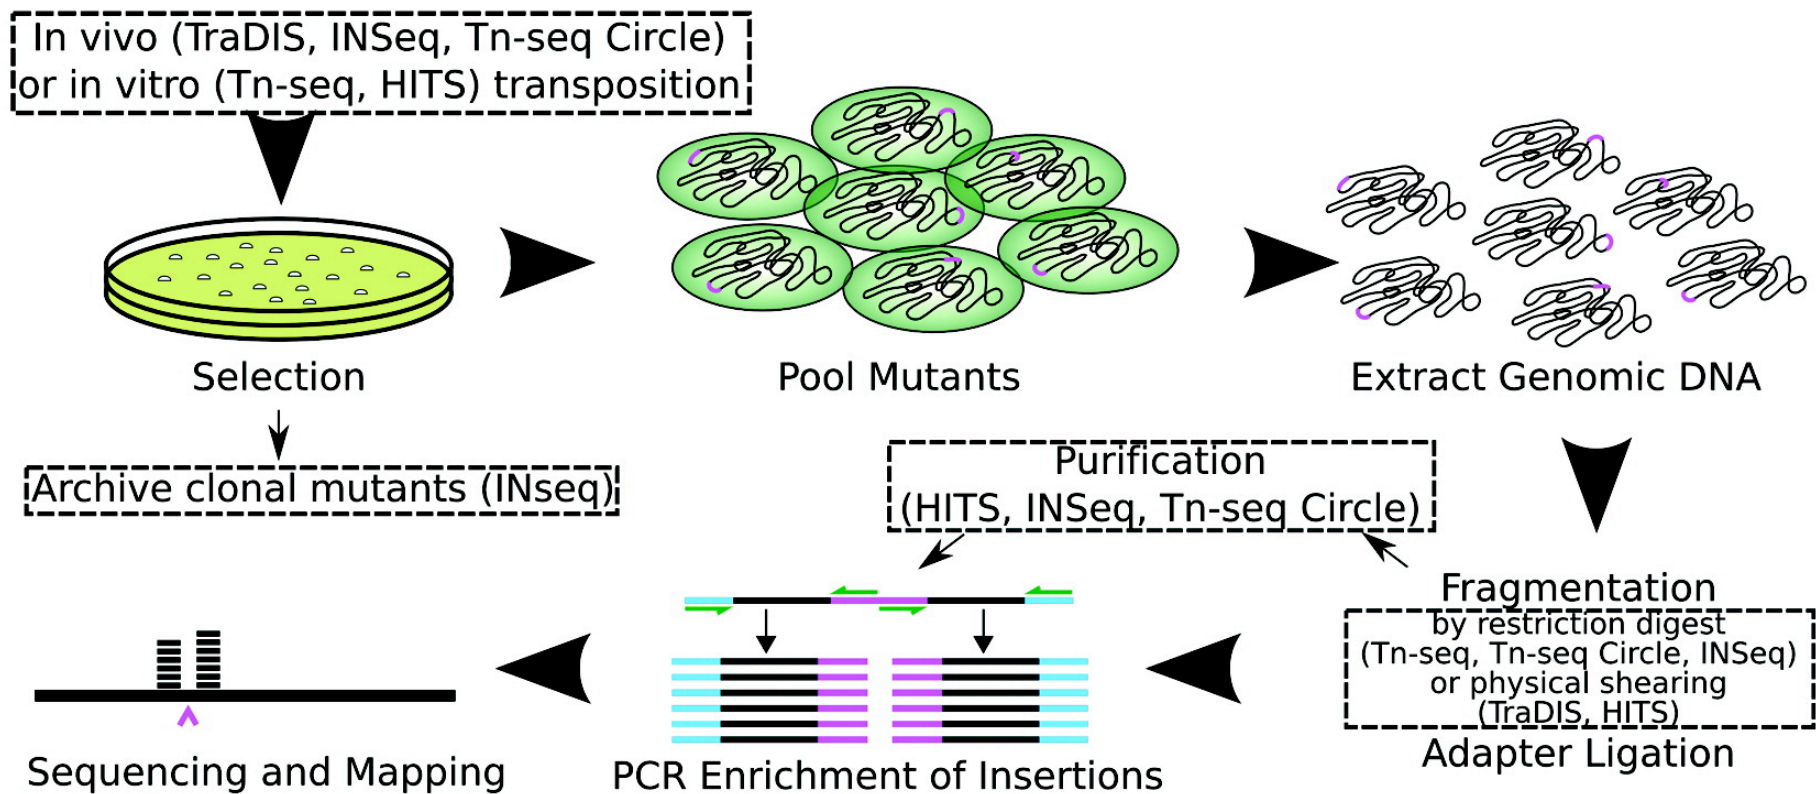 In vivo (TraDIS, INSeq, Tn-seq Circle)
or in vitro (Tn-seq, HITS) transposition
Selection
Pool Mutants
Extract Genomic DNA
Archive clonal mutants (INseq)
Purification
(HITS, INSeq, Tn-seq Circle)
Fragmentation
by restriction digest
(Tn-seq, Tn-seq Circle, INSeq)
or physical shearing
(TraDIS, HITS)
Adapter Ligation
PCR Enrichment of Insertions
Sequencing and Mapping